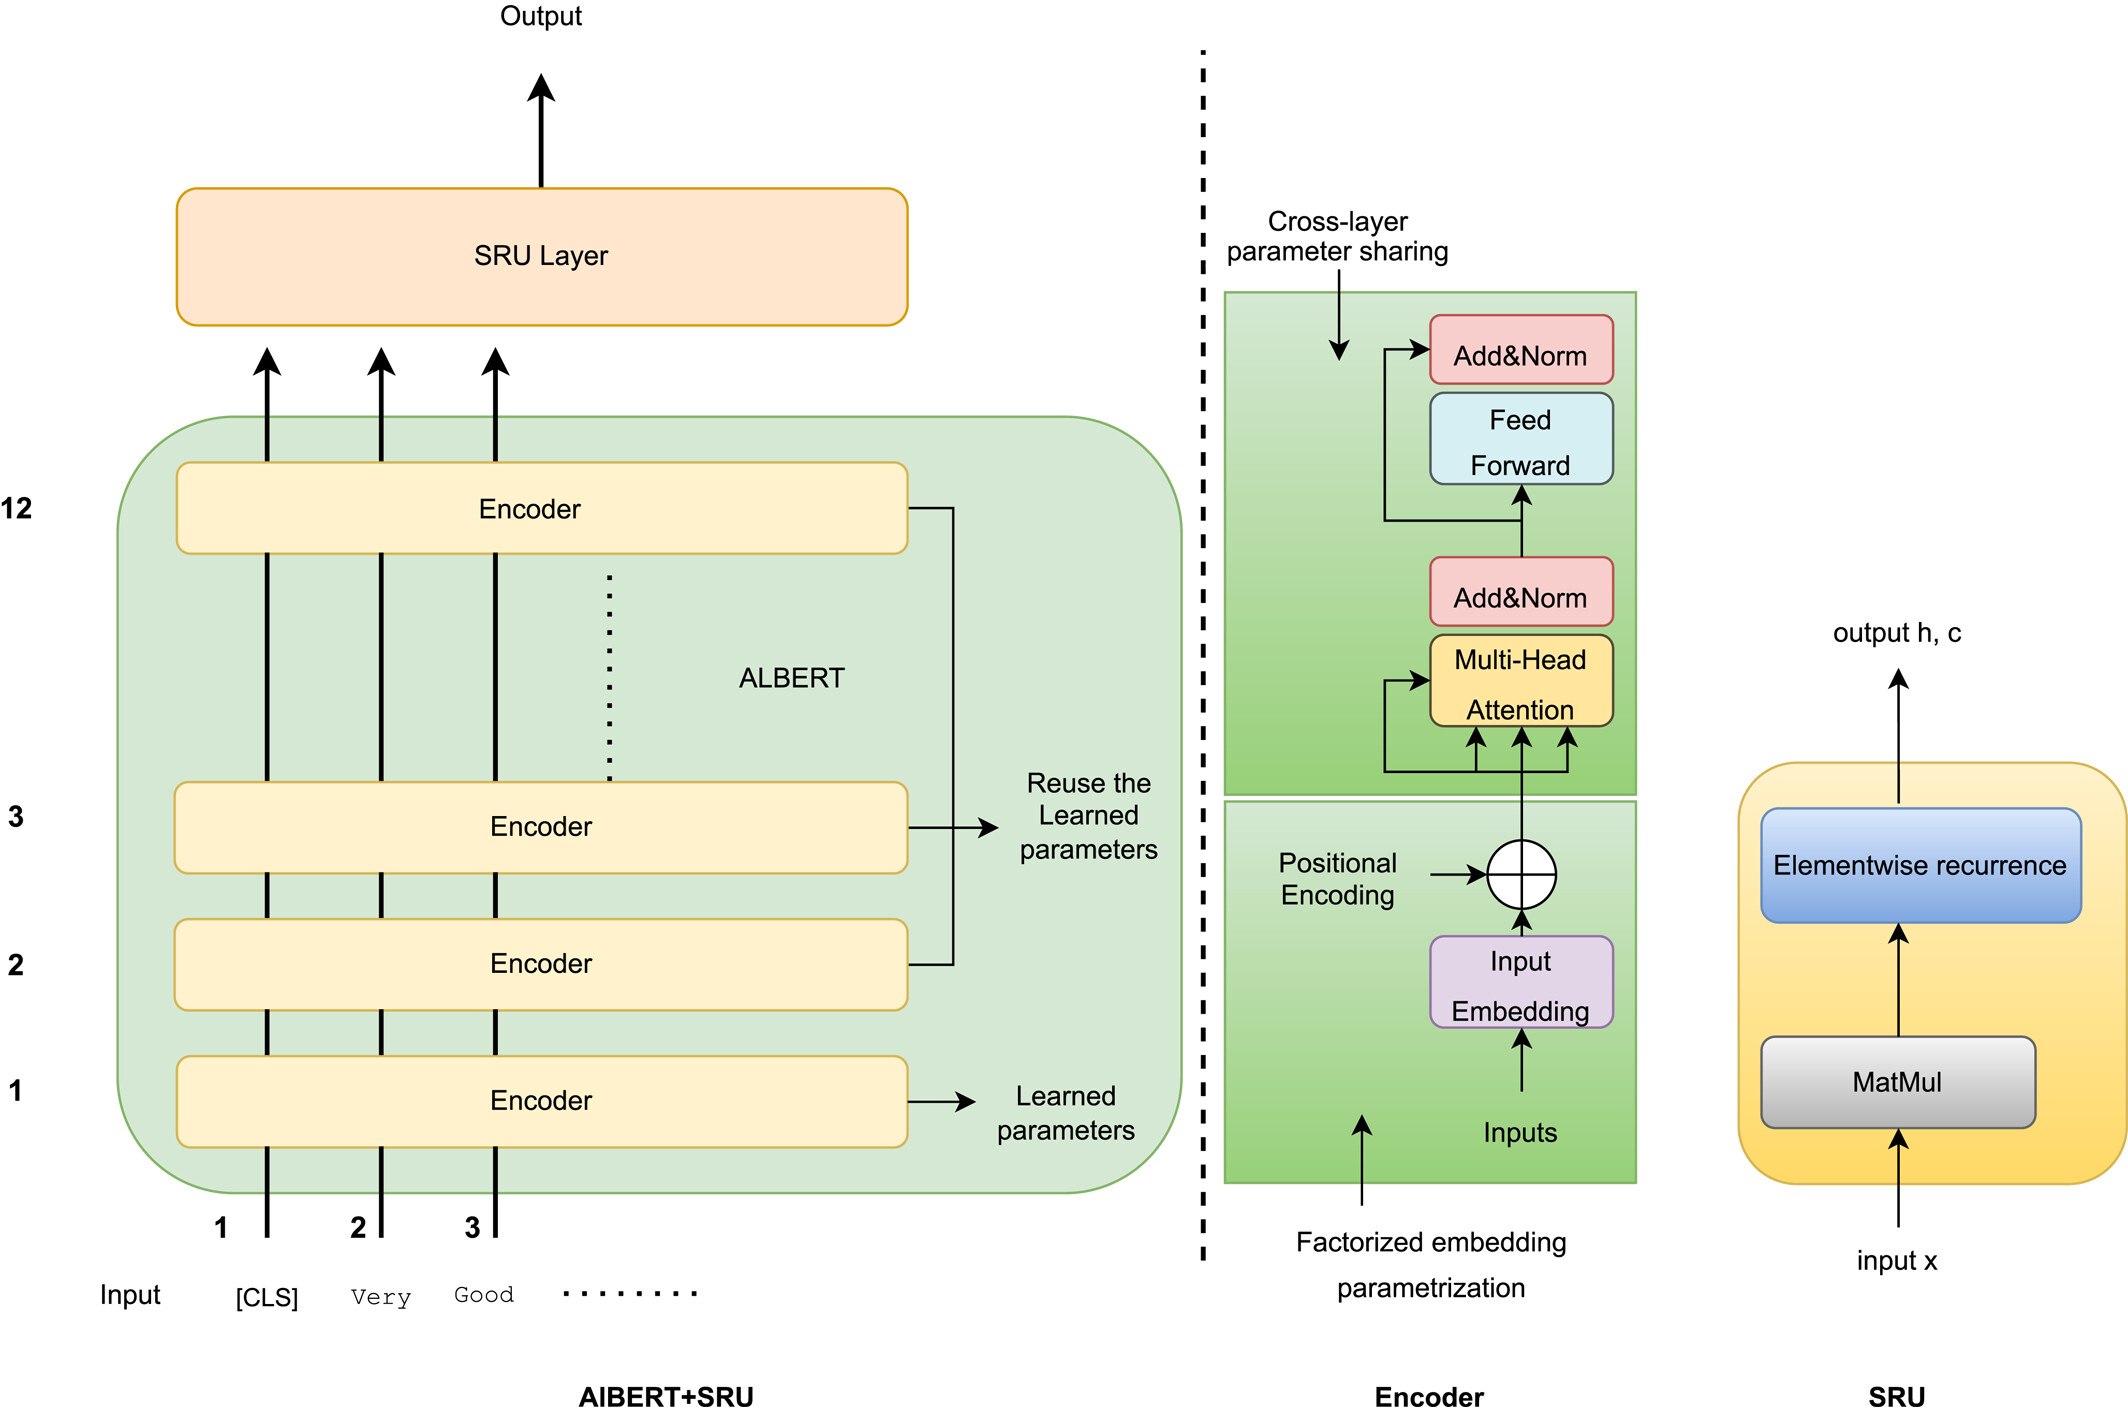 Output
SRU Layer
12
Encoder
ALBERT
3
Encoder
Reuse the
Learned
parameters
2
Encoder
1
Encoder
Learned
parameters
1
2
3
Input
[CLS]
Very
Good
........
AlBERT+SRU
Cross-layer
parameter sharing
Add&Norm
Feed
Forward
Add&Norm
Multi-Head
Attention
Positional
Encoding
Input
Embedding
Inputs
Factorized embedding
parametrization
Encoder
output h, c
Elementwise recurrence
MatMul
input x
SRU